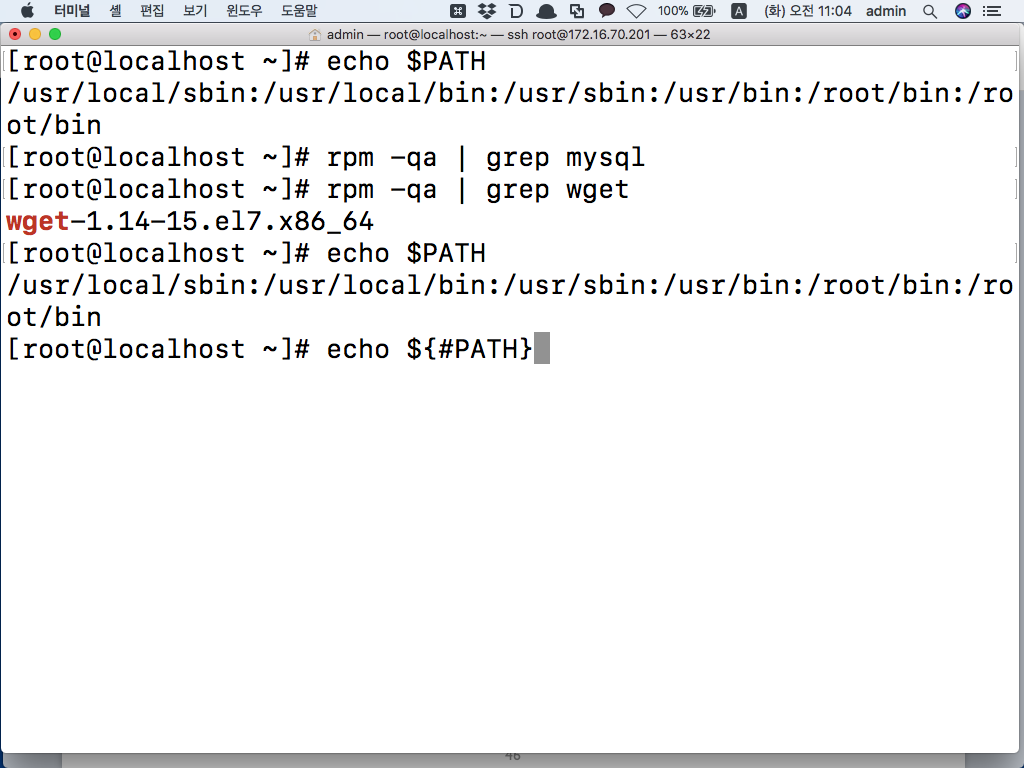 터미널 셸 편집 보기 윈도우 도움말 100% A (화) 오전 11:04 admin
admin — root@localhost:~ — ssh root@172.16.70.201 — 63×22
[root@localhost ~]# echo $PATH
/usr/local/sbin:/usr/local/bin:/usr/sbin:/usr/bin:/root/bin:/ro
ot/bin
[root@localhost ~]# rpm -qa | grep mysql
[root@localhost ~]# rpm -qa | grep wget
wget-1.14-15.el7.x86_64
[root@localhost ~]# echo $PATH
/usr/local/sbin:/usr/local/bin:/usr/sbin:/usr/bin:/root/bin:/ro
ot/bin
[root@localhost ~]# echo ${#PATH}
46